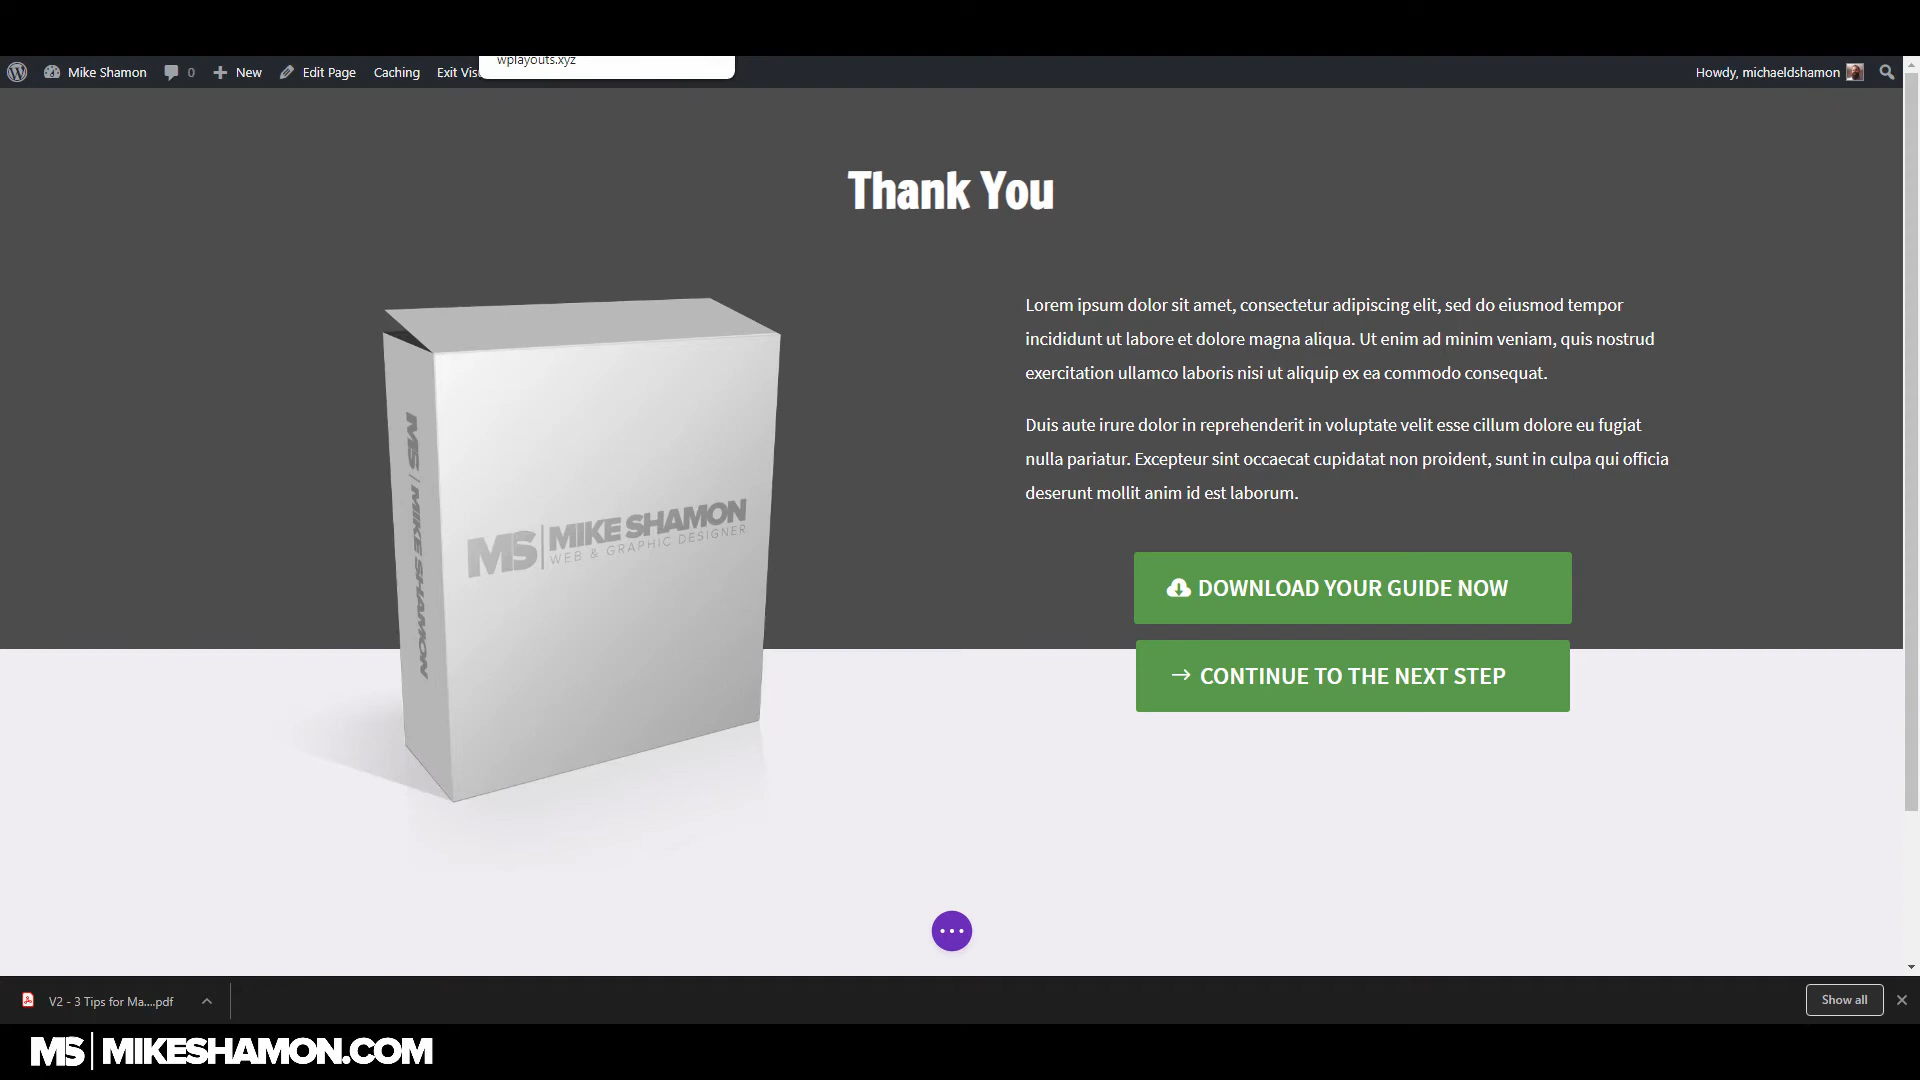 Mike Shamon 0 New Edit Page Caching Exit Vis
wplayouts.xyz
Howdy, michaeldshamon
Thank You
Lorem ipsum dolor sit amet, consectetur adipiscing elit, sed do eiusmod tempor
incididunt ut labore et dolore magna aliqua. Ut enim ad minim veniam, quis nostrud
exercitation ullamco laboris nisi ut aliquip ex ea commodo consequat.
Duis aute irure dolor in reprehenderit in voluptate velit esse cillum dolore eu fugiat
nulla pariatur. Excepteur sint occaecat cupidatat non proident, sunt in culpa qui officia
deserunt mollit anim id est laborum.
MS | MIKE SHAMON
MS | MIKE SHAMON
WEB & GRAPHIC DESIGNER
DOWNLOAD YOUR GUIDE NOW
→ CONTINUE TO THE NEXT STEP
V2 - 3 Tips for Ma....pdf
Show all
MS | MIKESHAMON.COM